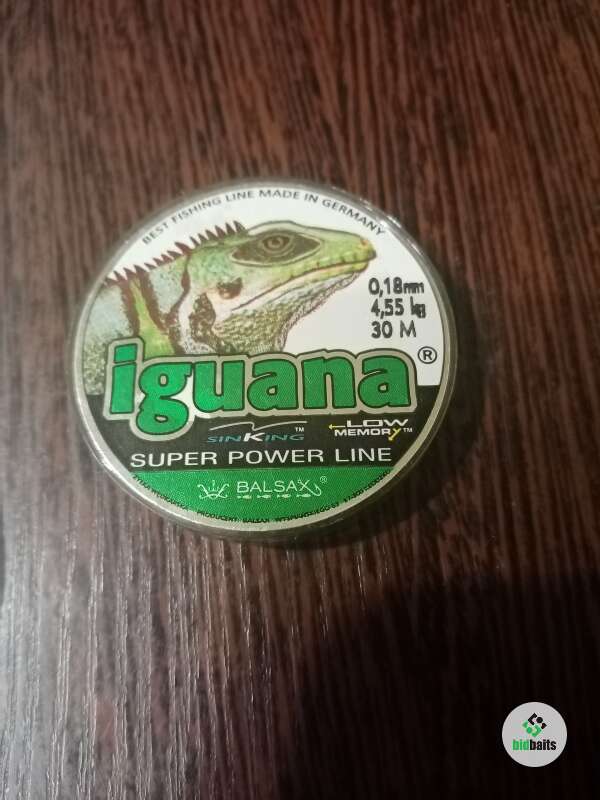 BEST FISHING LINE MADE IN GERMANY
0,18mm
4,55 kg
30 M
iguana®
SINKING™
LOW
MEMORY™
SUPER POWER LINE
BALSAX®
bidbaits